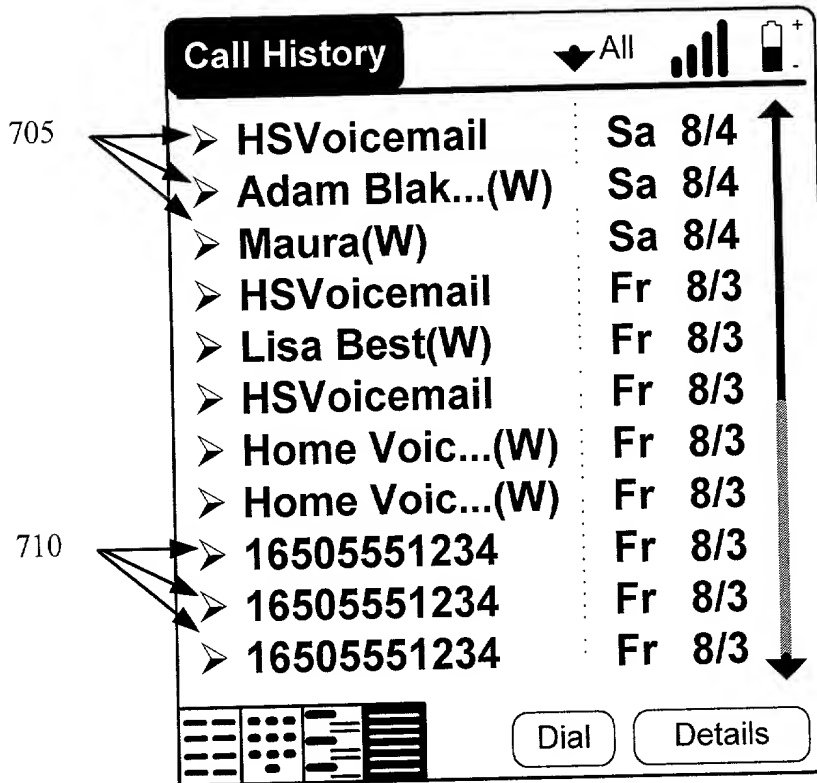 Call History All + -
705 HSVoicemail Sa 8/4
Adam Blak...(W) Sa 8/4
Maura(W) Sa 8/4
HSVoicemail Fr 8/3
Lisa Best(W) Fr 8/3
HSVoicemail Fr 8/3
Home Voic...(W) Fr 8/3
Home Voic...(W) Fr 8/3
710 16505551234 Fr 8/3
16505551234 Fr 8/3
16505551234 Fr 8/3
Dial Details